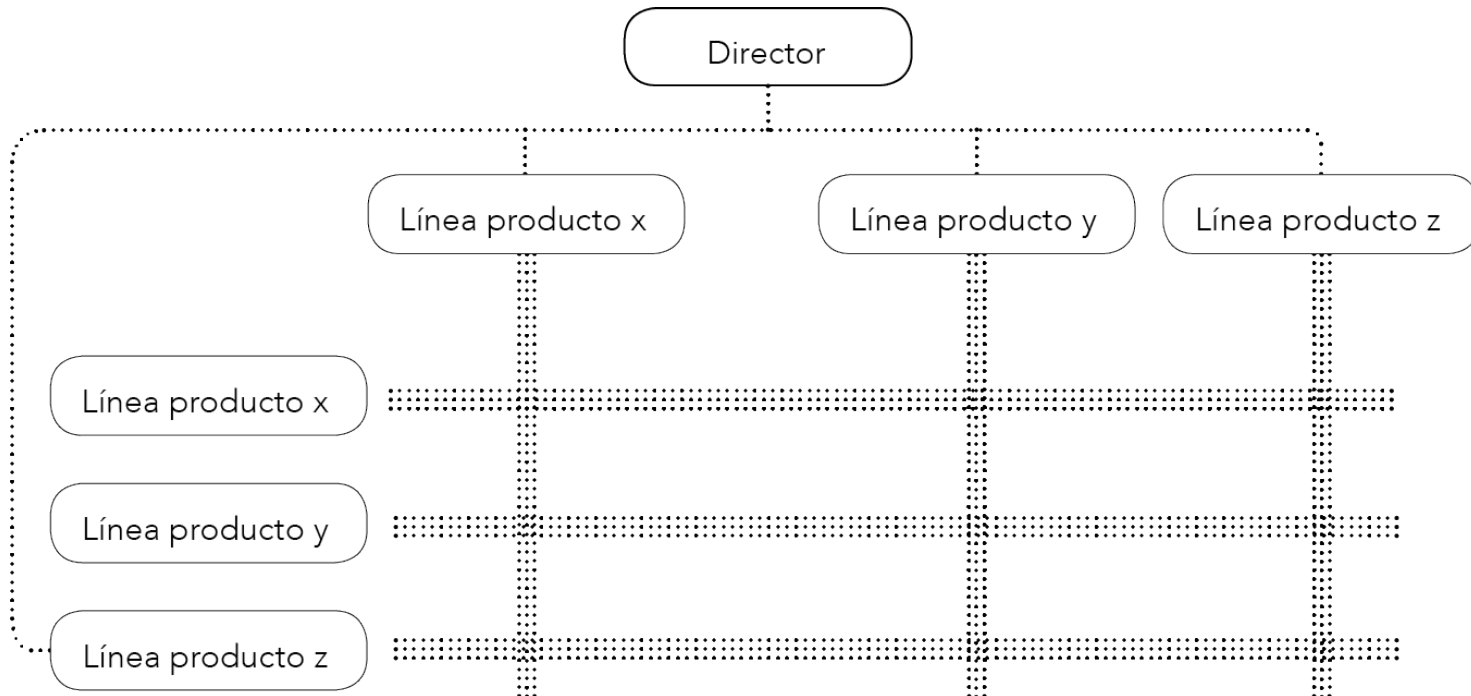 Director
Línea producto x
Línea producto y
Línea producto z
Línea producto x
Línea producto y
Línea producto z